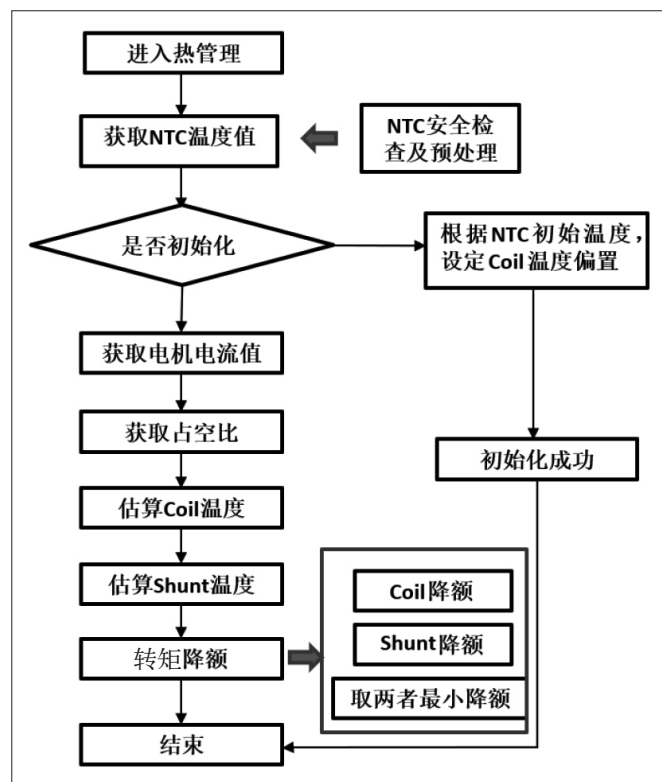 进入热管理
获取NTC温度值
NTC安全检
查及预处理
是否初始化
根据NTC初始温度，
设定Coil温度偏置
获取电机电流值
获取占空比
初始化成功
估算Coil温度
估算Shunt温度
Coil降额
Shunt降额
转矩降额
取两者最小降额
结束